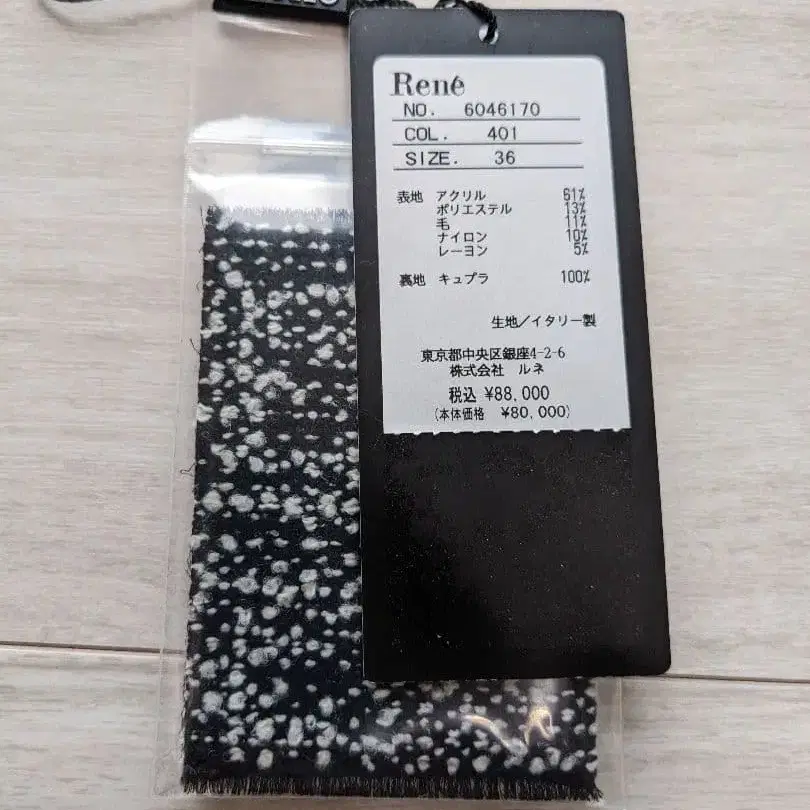 René
NO. 6046170
COL. 401
SIZE. 36
表地 アクリル 61%
ポリエステル 13%
毛 11%
ナイロン 10%
レーヨン 5%
裏地 キュプラ 100%
生地/イタリー製
東京都中央区銀座4-2-6
株式会社 ルネ
税込 ¥88,000
(本体価格 ¥80,000)